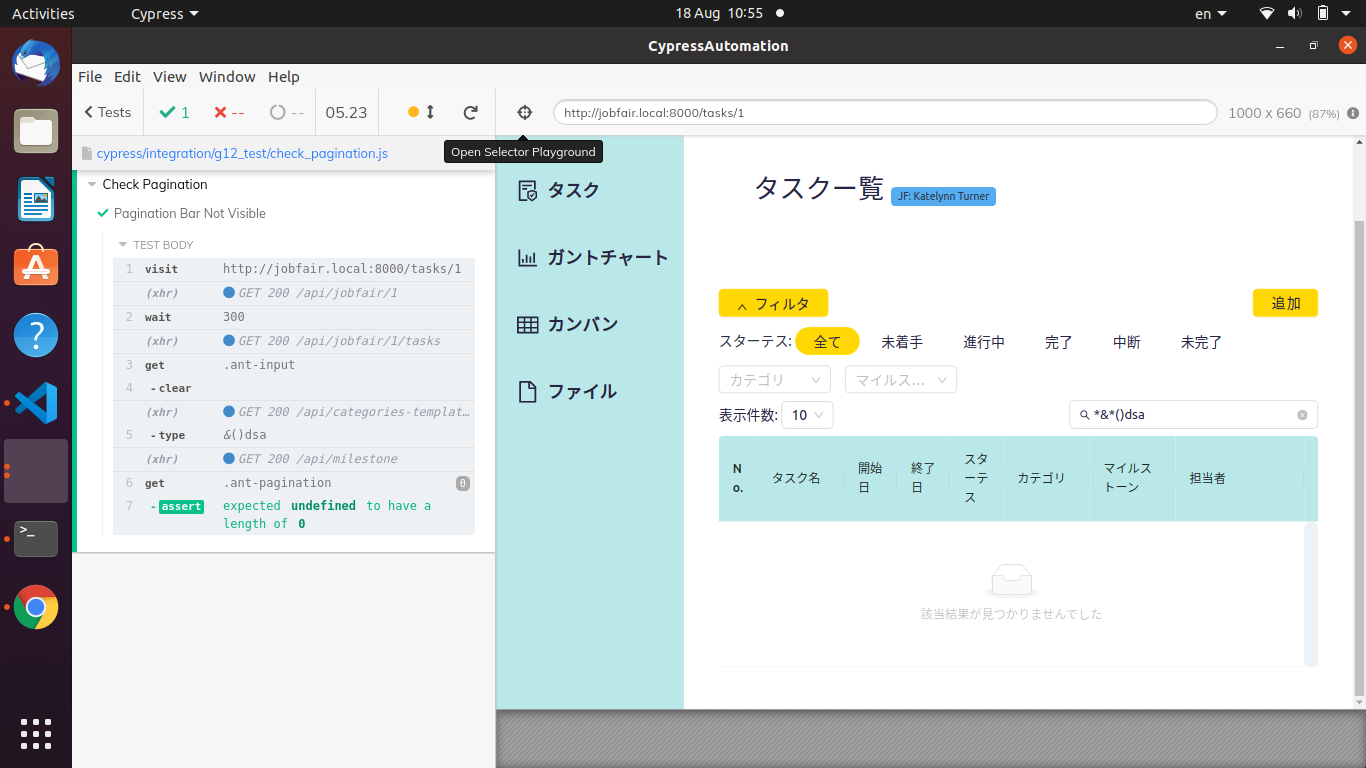 Activities
Cypress
18 Aug 10:55
en
CypressAutomation
File Edit View Window Help
Tests
1
--
--
05.23
http://jobfair.local:8000/tasks/1
1000 x 660 (87%)
Open Selector Playground
cypress/integration/g12_test/check_pagination.js
Check Pagination
Pagination Bar Not Visible
TEST BODY
1 visit http://jobfair.local:8000/tasks/1
(xhr) GET 200 /api/jobfair/1
2 wait 300
(xhr) GET 200 /api/jobfair/1/tasks
3 get .ant-input
4 - clear
(xhr) GET 200 /api/categories-templat…
5 - type &()dsa
(xhr) GET 200 /api/milestone
6 get .ant-pagination 0
7 - assert expected undefined to have a
length of 0
タスク
ガントチャート
カンバン
ファイル
タスク一覧 JF: Katelynn Turner
フィルタ
追加
スターテス: 全て 未着手 進行中 完了 中断 未完了
カテゴリ マイルス...
表示件数: 10
*&*()dsa
N
o.
タスク名
開始
日
終了
日
スタ
ーテ
ス
カテゴリ
マイルス
トーン
担当者
該当結果が見つかりませんでした
>_
?